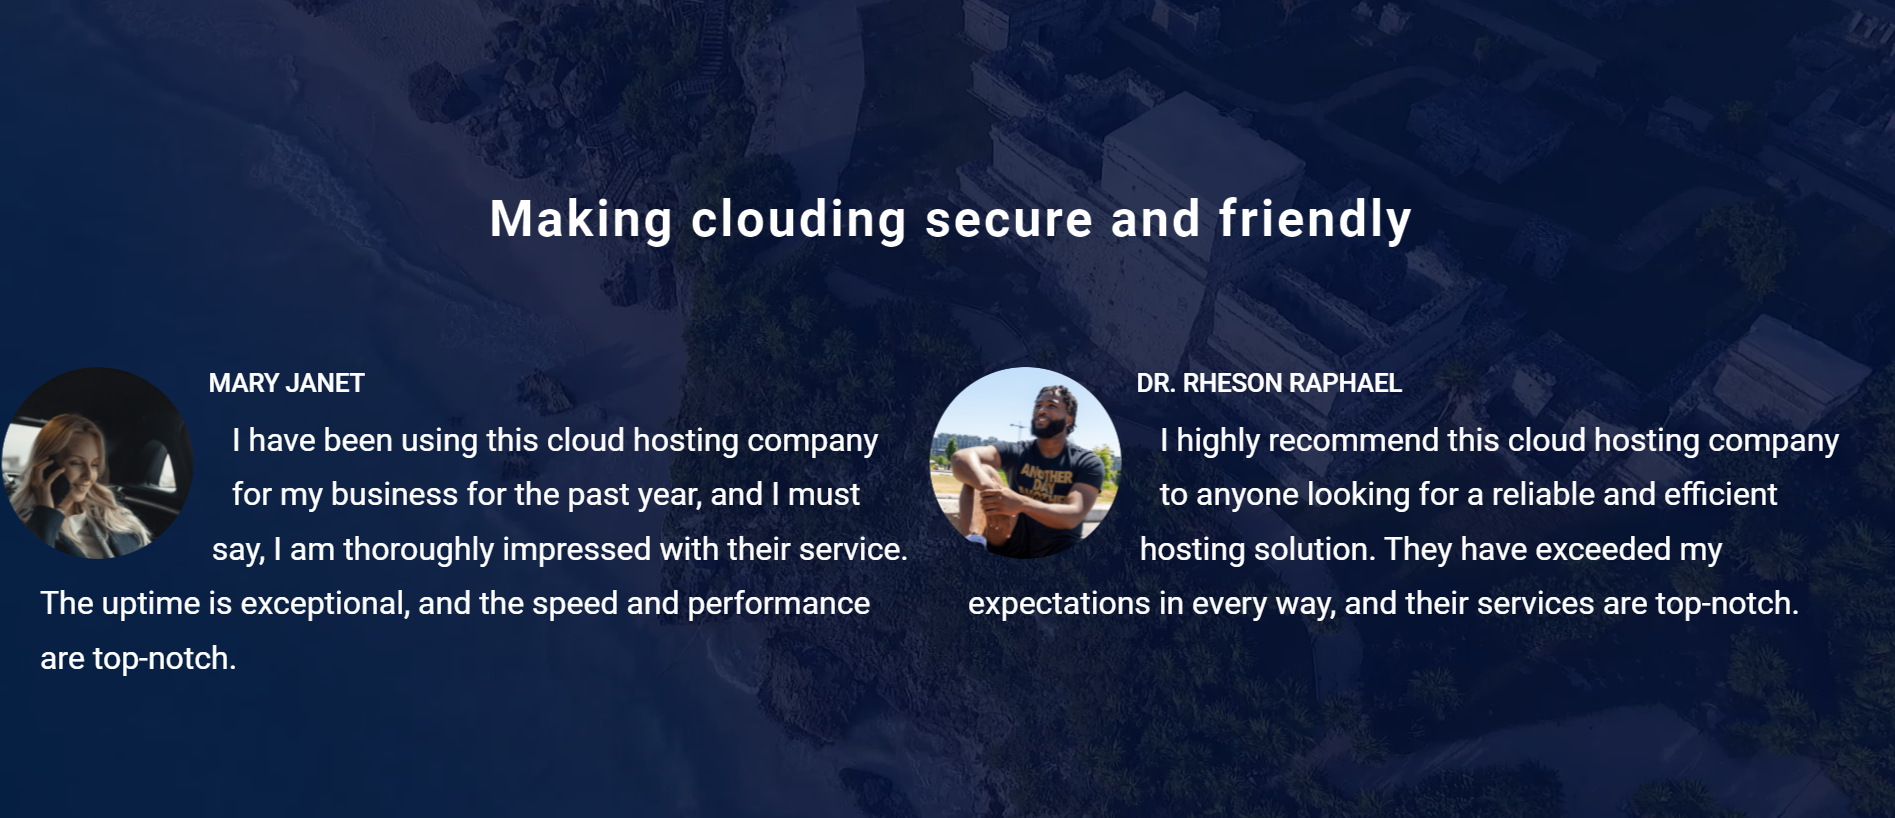 Making clouding secure and friendly
MARY JANET
I have been using this cloud hosting company
for my business for the past year, and I must
say, I am thoroughly impressed with their service.
The uptime is exceptional, and the speed and performance
are top-notch.
DR. RHESON RAPHAEL
I highly recommend this cloud hosting company
to anyone looking for a reliable and efficient
hosting solution. They have exceeded my
expectations in every way, and their services are top-notch.
ANOTHER
DAY